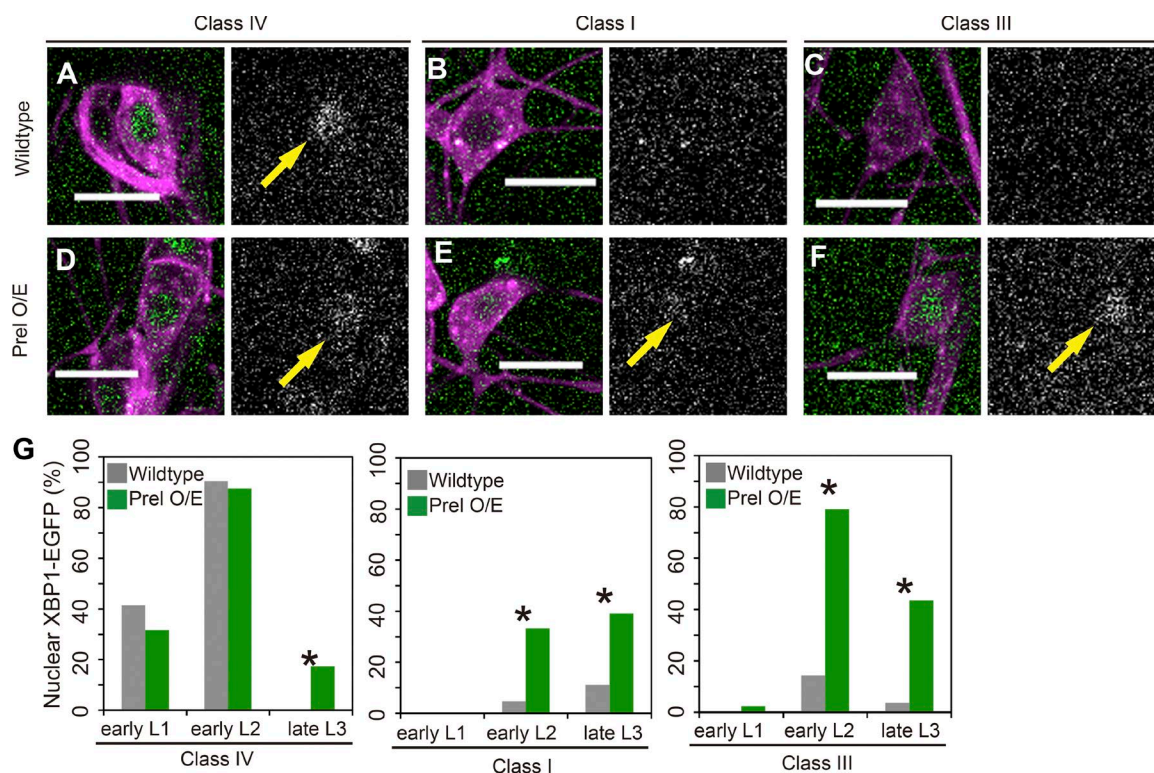 Class IV Class I Class III
Wildtype
A B C
Prel O/E
D E F
G
Nuclear XBP1-EGFP (%)
100
80
60
40
20
0
Wildtype
Prel O/E
*
early L1 early L2 late L3
Class IV
100
80
60
40
20
0
Wildtype
Prel O/E
* *
early L1 early L2 late L3
Class I
100
80
60
40
20
0
Wildtype
Prel O/E
* *
early L1 early L2 late L3
Class III